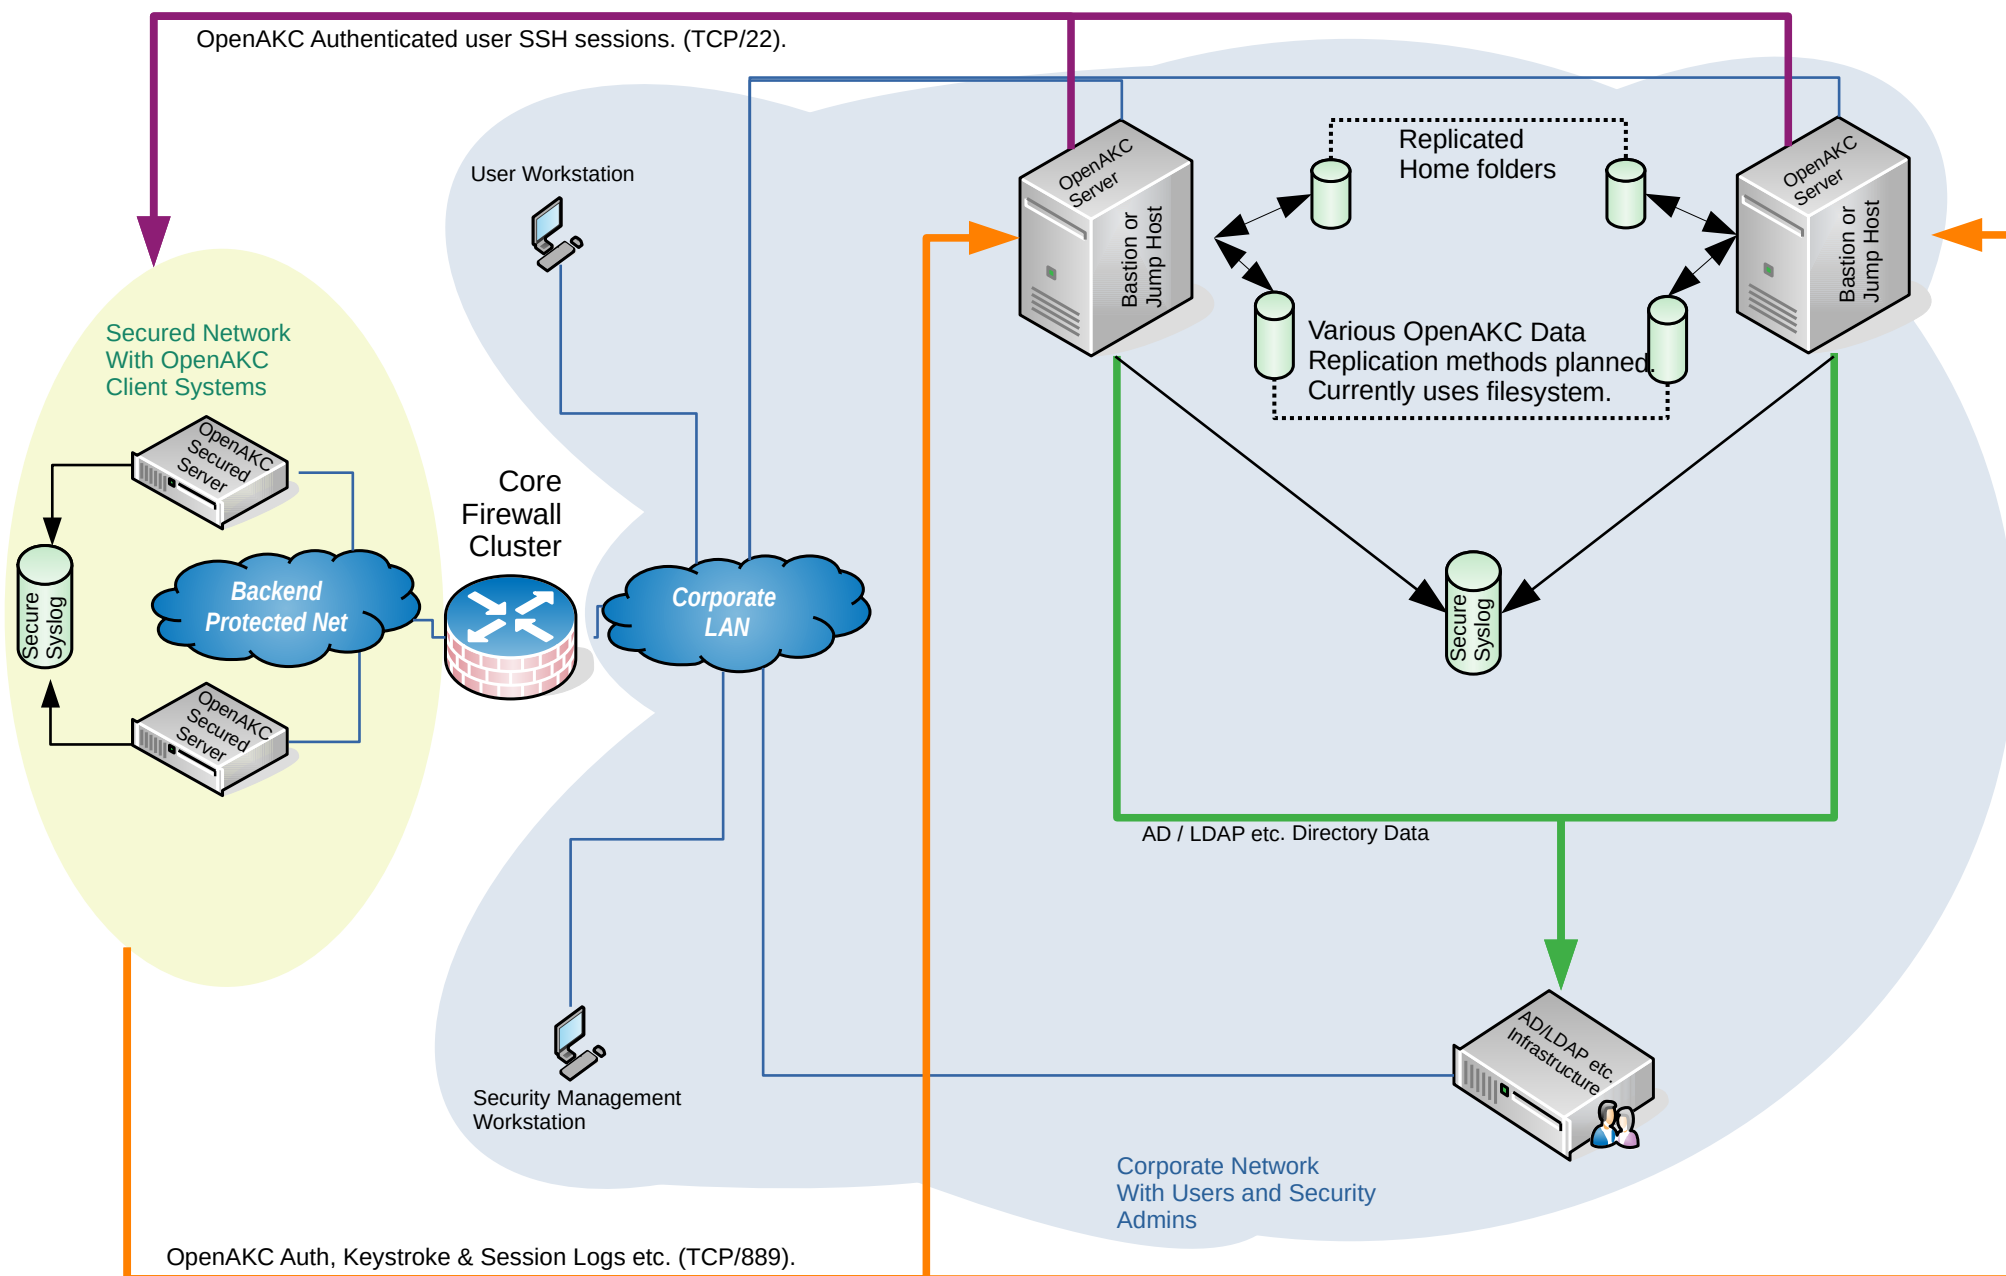 OpenAKC Authenticated user SSH sessions. (TCP/22).
User Workstation
OpenAKC
Server
Bastion or
Jump Host
Replicated
Home folders
OpenAKC
Server
Bastion or
Jump Host
Various OpenAKC Data
Replication methods planned.
Currently uses filesystem.
Secured Network
With OpenAKC
Client Systems
OpenAKC
Secured
Server
Core
Firewall
Cluster
Secure
Syslog
Backend
Protected Net
Corporate
LAN
Secure
Syslog
OpenAKC
Secured
Server
AD / LDAP etc. Directory Data
AD/LDAP etc.
Infrastructure
Security Management
Workstation
Corporate Network
With Users and Security
Admins
OpenAKC Auth, Keystroke & Session Logs etc. (TCP/889).